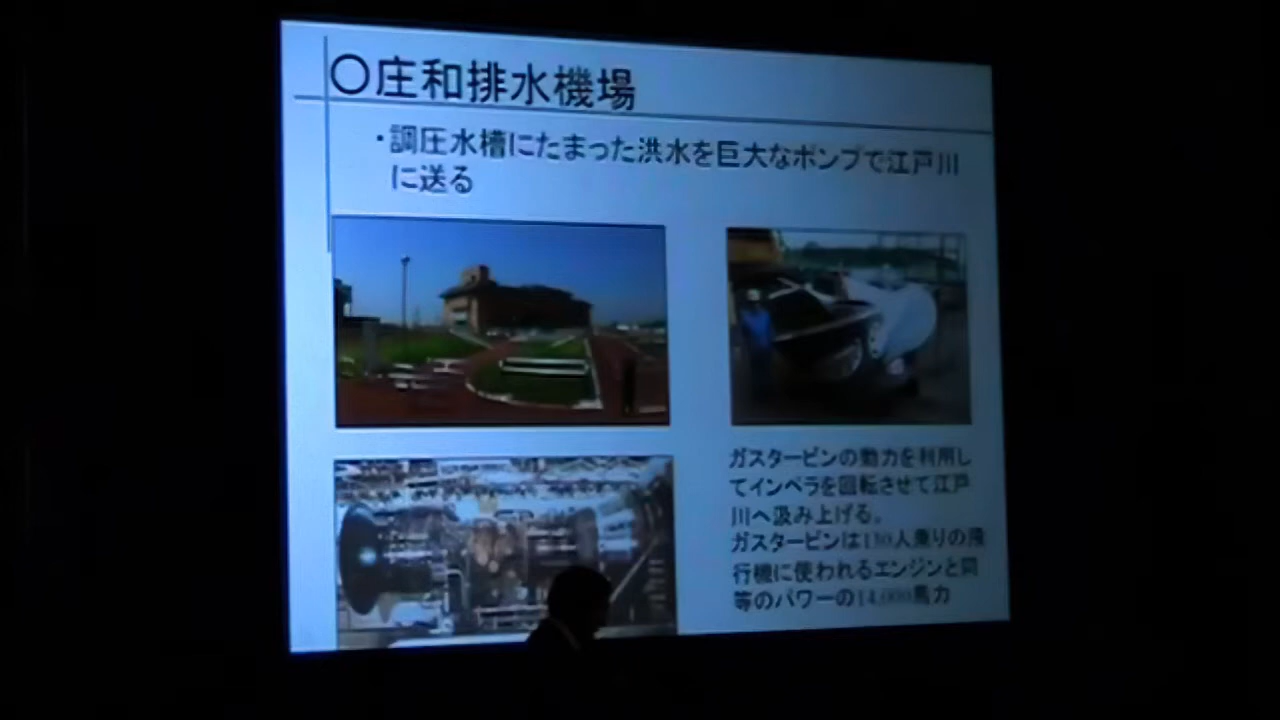 〇庄和排水機場
・調圧水槽にたまった洪水を巨大なポンプで江戸川
に送る
ガスタービンの動力を利用し
てインペラを回転させて江戸
川へ汲み上げる。
ガスタービンは130人乗りの飛
行機に使われるエンジンと同
等のパワーの14,000馬力